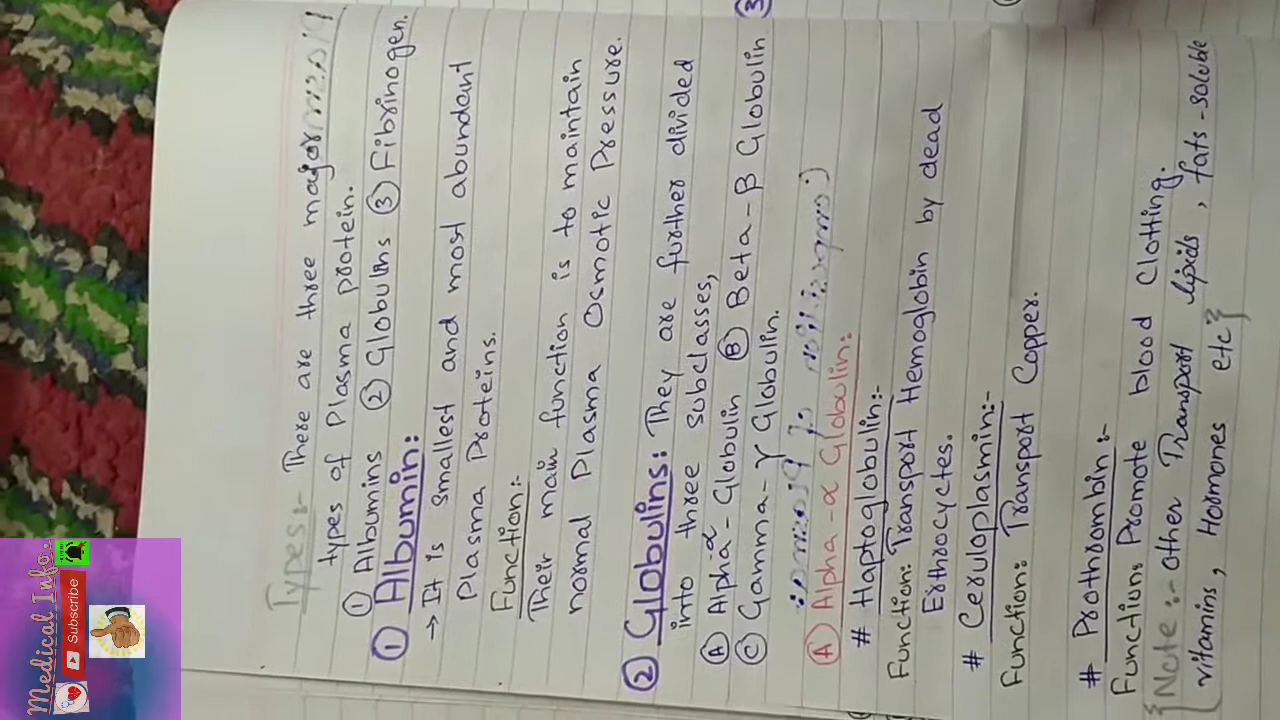 Types:- There are three major
types of Plasma protein.
① Albumins ② Globulins ③ Fibrinogen.
① Albumin:
→ It is smallest and most abundant
Plasma Proteins.
Function:-
Their main function is to maintain
normal Plasma Osmotic Pressure.
② Globulins: They are further divided
into three subclasses,
Ⓐ Alpha-α-Globulin Ⓑ Beta-β Globulin
Ⓒ Gamma-γ Globulin.
Ⓐ Alpha-α Globulin:
# Haptoglobulin:-
Function: Transport Hemoglobin by dead
Erthrocyctes.
# Ceruloplasmin:-
Function: Transport Copper.
# Prothrombin:-
Function: Promote blood Clotting.
{Note:- other Transport lipids, fats-soluble
vitamins, Hormones etc}
③
Medical Info:
Subscribe